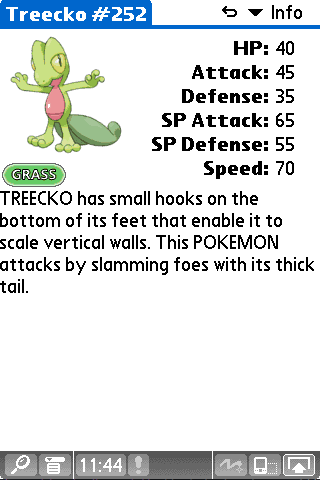 Treecko #252
Info
HP: 40
Attack: 45
Defense: 35
SP Attack: 65
SP Defense: 55
Speed: 70
GRASS
TREECKO has small hooks on the
bottom of its feet that enable it to
scale vertical walls. This POKEMON
attacks by slamming foes with its thick
tail.
11:44